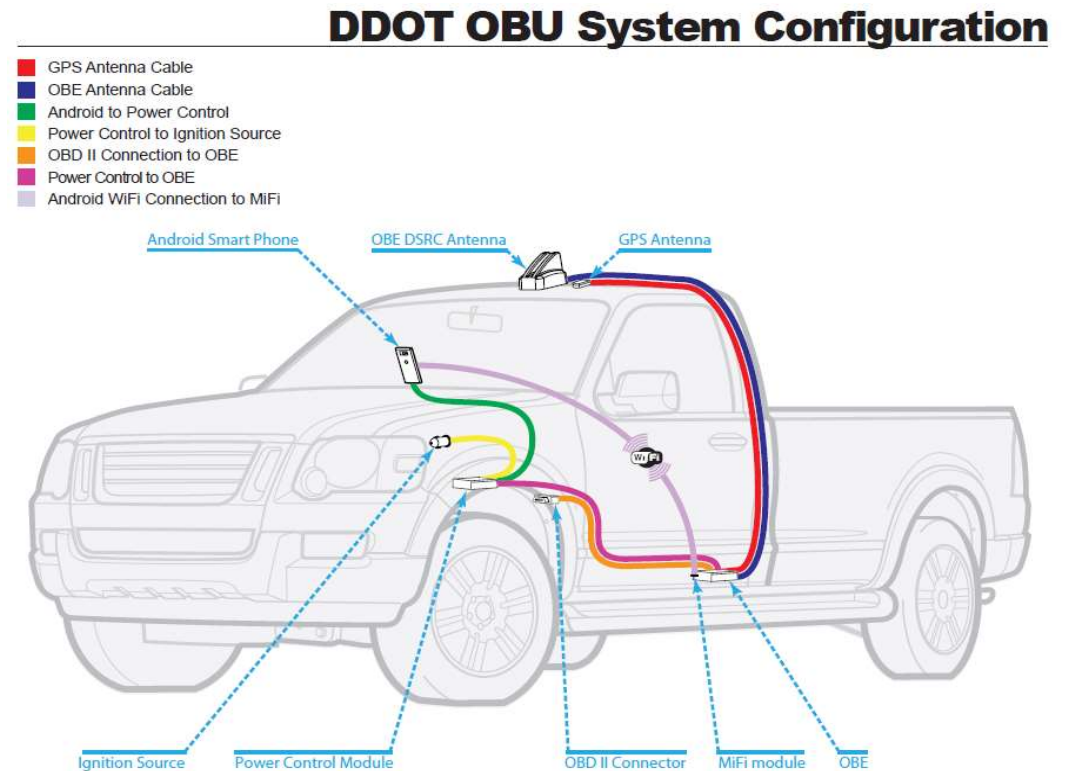 DDOT OBU System Configuration
GPS Antenna Cable
OBE Antenna Cable
Android to Power Control
Power Control to Ignition Source
OBD II Connection to OBE
Power Control to OBE
Android WiFi Connection to MiFi
Android Smart Phone
OBE DSRC Antenna
GPS Antenna
Wi Fi
Ignition Source
Power Control Module
OBD II Connector
MiFi module
OBE